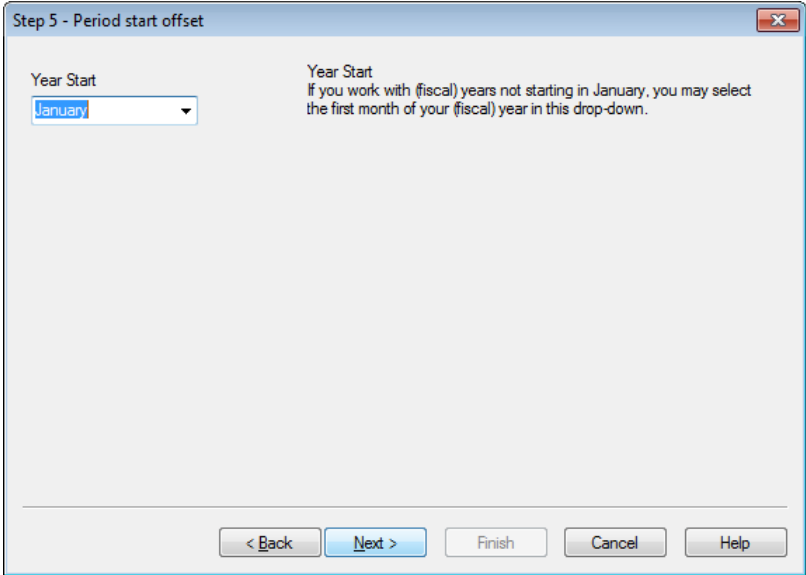 Step 5 - Period start offset
Year Start
January
Year Start
If you work with (fiscal) years not starting in January, you may select
the first month of your (fiscal) year in this drop-down.
< Back
Next >
Finish
Cancel
Help